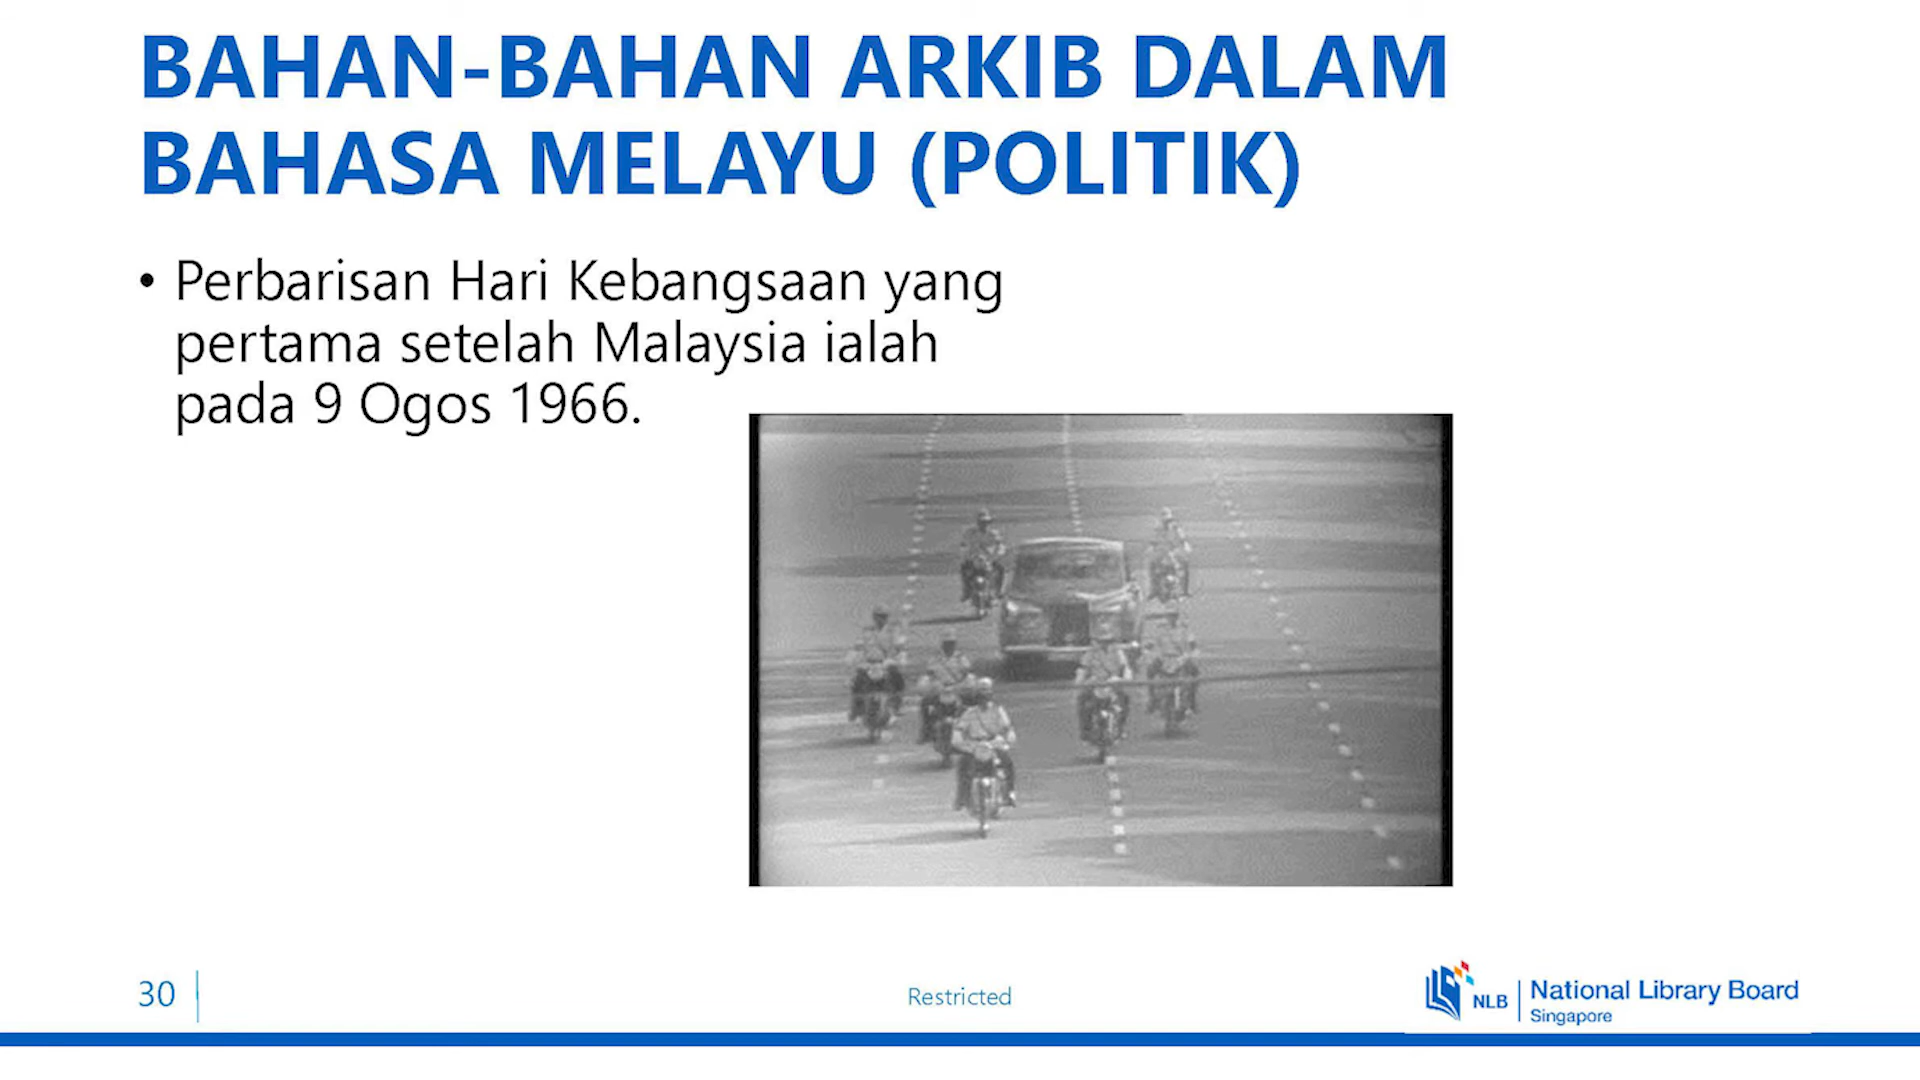 BAHAN-BAHAN ARKIB DALAM
BAHASA MELAYU (POLITIK)
• Perbarisan Hari Kebangsaan yang
pertama setelah Malaysia ialah
pada 9 Ogos 1966.
30
Restricted
NLB
National Library Board
Singapore